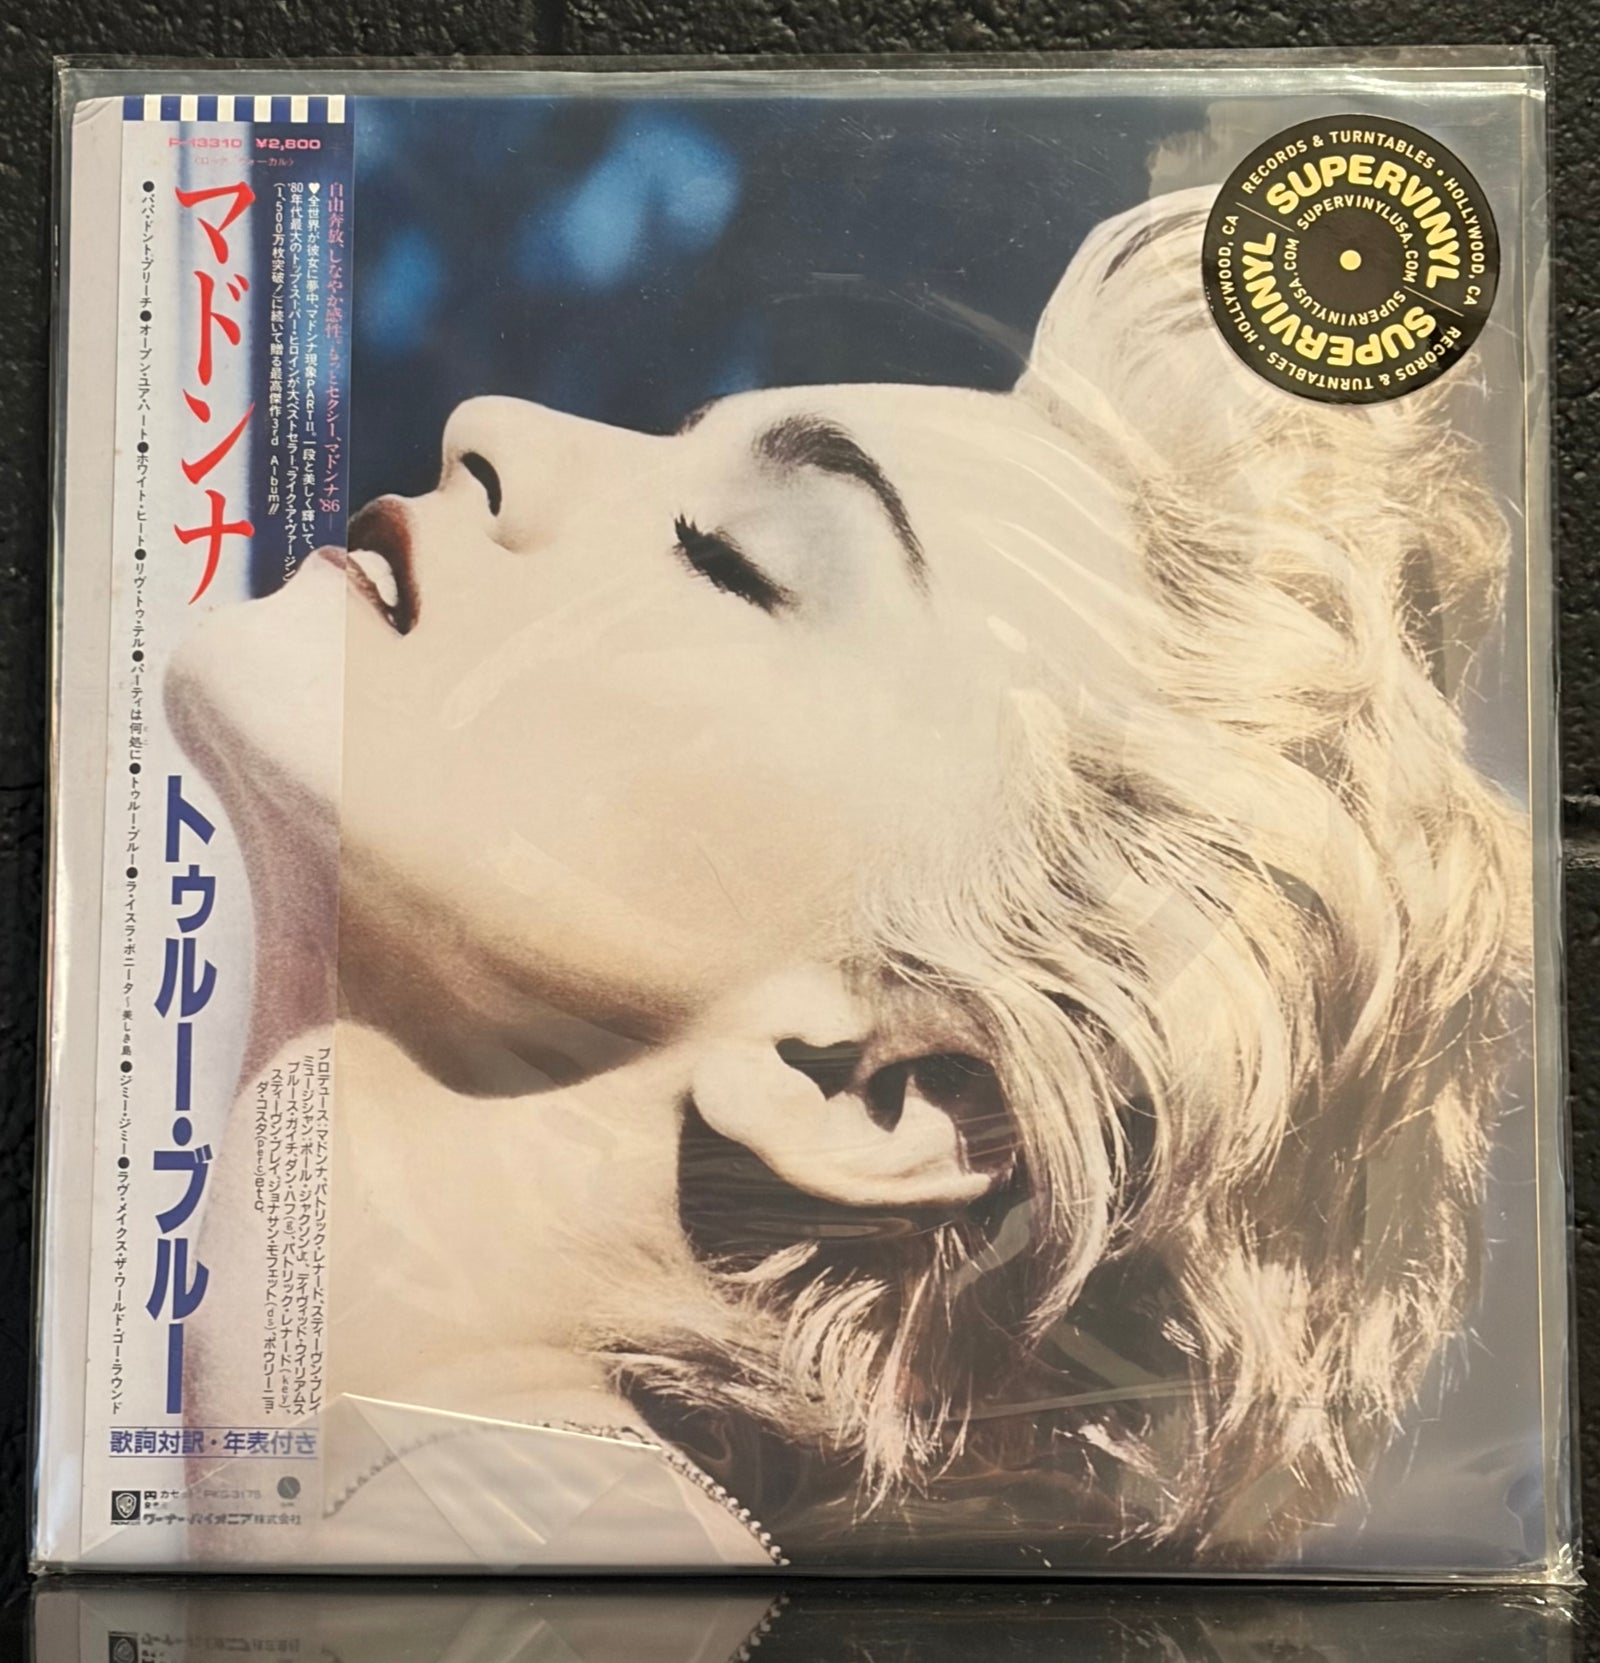 P-13310 ¥2,800
〈ロック・ヴォーカル〉
自由奔放、しなやか感性。もっとセクシー、マドンナ'86—
♥全世界が彼女に夢中、マドンナ現象PARTII。一段と美しく輝いて、
'80年代最大のトップ・スーパー・ヒロインが大ベストセラー「ライク・ア・ヴァージン」
(1,500万枚突破!)に続いて贈る最高傑作3rd Album!!
マドンナ
トゥルー・ブルー
●パパ・ドント・プリーチ●オープン・ユア・ハート●ホワイト・ヒート●リヴ・トゥ・テル●パーティは何処に●トゥルー・ブルー●ラ・イスラ・ボニータ~美しき島●ジミー・ジミー●ラヴ・メイクス・ザ・ワールド・ゴー・ラウンド
プロデュース:マドンナ、パトリック・レナード、スティーヴン・ブレイ
ミュージシャン:ポール・ジャクソンJr.、デイヴィッド・ウイリアムス
ブルース・ガイチ、ダン・ハフ(g)、パトリック・レナード(key)、
スティーヴン・ブレイ、ジョナサン・モフェット(ds)、ポウリーニョ・
ダ・コスタ(perc)etc.
歌詞対訳・年表付き
カセット:PKG-3175
ワーナー・パイオニア株式会社
RECORDS & TURNTABLES • HOLLYWOOD, CA
SUPERVINYL
SUPERVINYLUSA.COM
RECORDS & TURNTABLES • HOLLYWOOD, CA
SUPERVINYL
SUPERVINYLUSA.COM